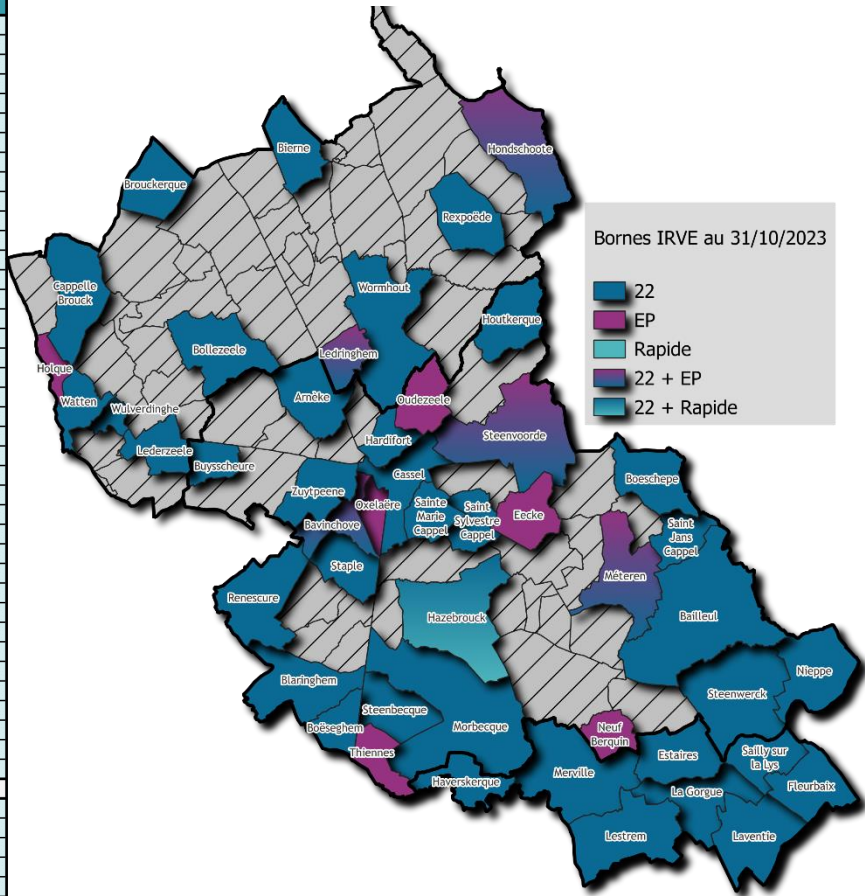 Bierne
Hondschoote
Brouckerque
Rexpoëde
Bornes IRVE au 31/10/2023
22
EP
Rapide
22 + EP
22 + Rapide
Cappelle
Brouck
Wormhout
Houtkerque
Bollezeele
Ledringhem
Holque
Watten
Arnèke
Oudezeele
Wulverdinghe
Hardifort
Steenvoorde
Lederzeele
Buysscheure
Cassel
Boeschepe
Zuytpeene
Oxelaëre
Sainte
Marie
Cappel
Saint
Sylvestre
Cappel
Eecke
Bavinchove
Saint
Jans
Cappel
Staple
Méteren
Renescure
Hazebrouck
Bailleul
Nieppe
Blaringhem
Steenwerck
Steenbecque
Boëseghem
Morbecque
Neuf
Berquin
Thiennes
Estaires
Sailly sur
la Lys
Merville
Haverskerque
Fleurbaix
La Gorgue
Lestrem
Laventie